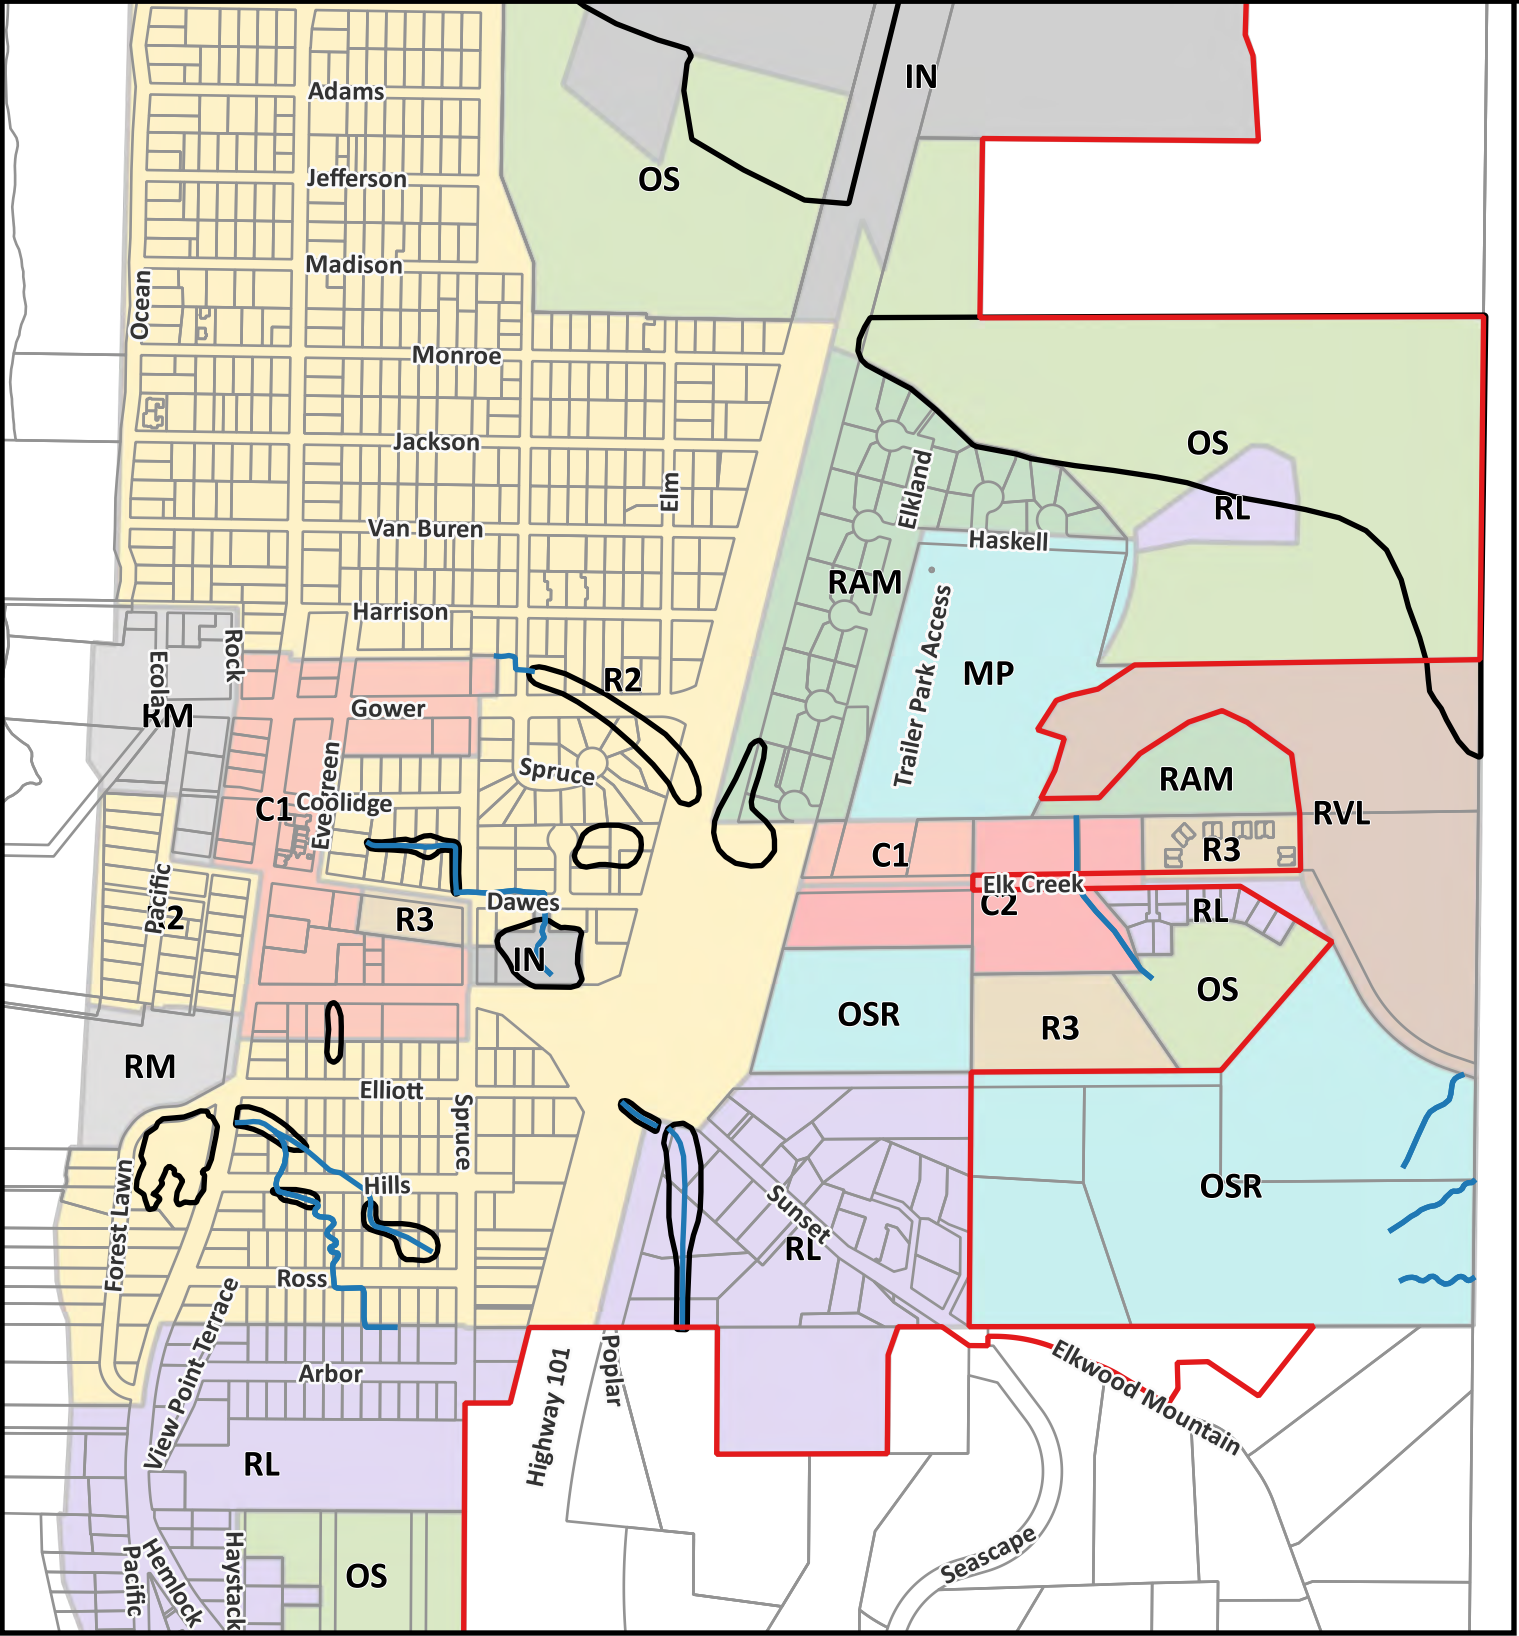 IN
Adams
Jefferson
OS
Madison
Ocean
Monroe
Jackson
OS
Elm
Elkland
RL
Van Buren
Haskell
RAM
Harrison
Trailer Park Access
Rock
Ecola
R2
MP
RM
Gower
Spruce
RAM
Evergreen
Coolidge
C1
RVL
C1
R3
Elk Creek
C2
RL
Pacific
R3
Dawes
IN
OS
OSR
R3
RM
Elliott
Spruce
Hills
OSR
Forest Lawn
Sunset
RL
Ross
View Point Terrace
Arbor
Highway 101
Poplar
Elkwood Mountain
RL
Seascape
Pacific
Hemlock
Haystack
OS